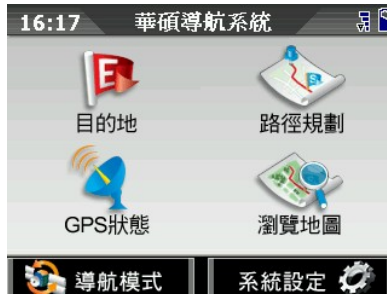 16:17 華碩導航系統
E
目的地 路徑規劃
S
GPS狀態 瀏覽地圖
導航模式 系統設定